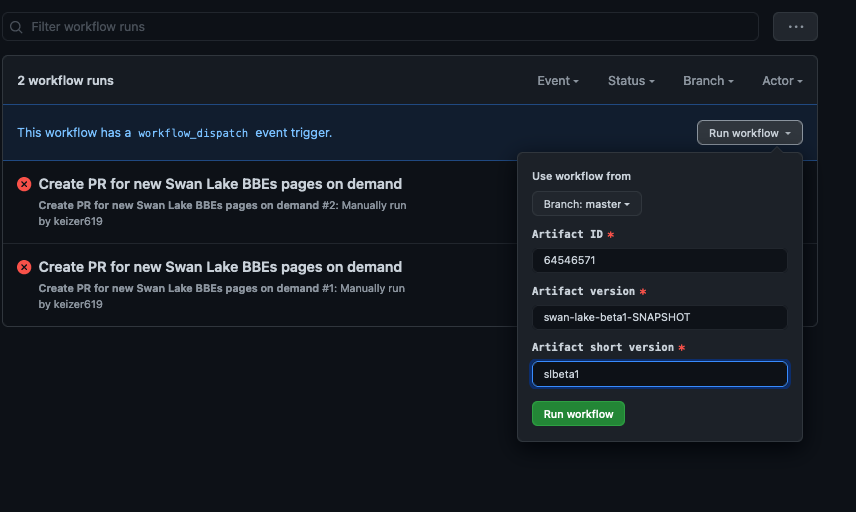 Filter workflow runs
2 workflow runs
Event
Status
Branch
Actor
This workflow has a workflow_dispatch event trigger.
Run workflow
Create PR for new Swan Lake BBEs pages on demand
Create PR for new Swan Lake BBEs pages on demand #2: Manually run
by keizer619
Create PR for new Swan Lake BBEs pages on demand
Create PR for new Swan Lake BBEs pages on demand #1: Manually run
by keizer619
Use workflow from
Branch: master
Artifact ID *
64546571
Artifact version *
swan-lake-beta1-SNAPSHOT
Artifact short version *
slbeta1
Run workflow